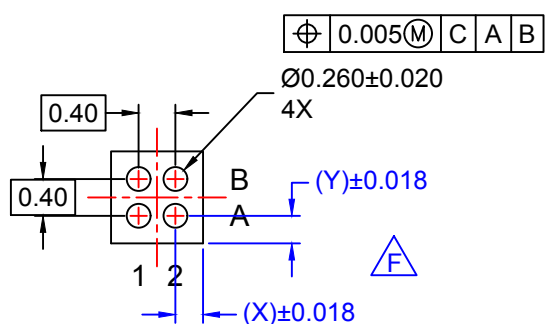 ⌖ 0.005Ⓜ C A B
Ø0.260±0.020
4X
0.40
0.40
B
A
(Y)±0.018
F
1 2
(X)±0.018